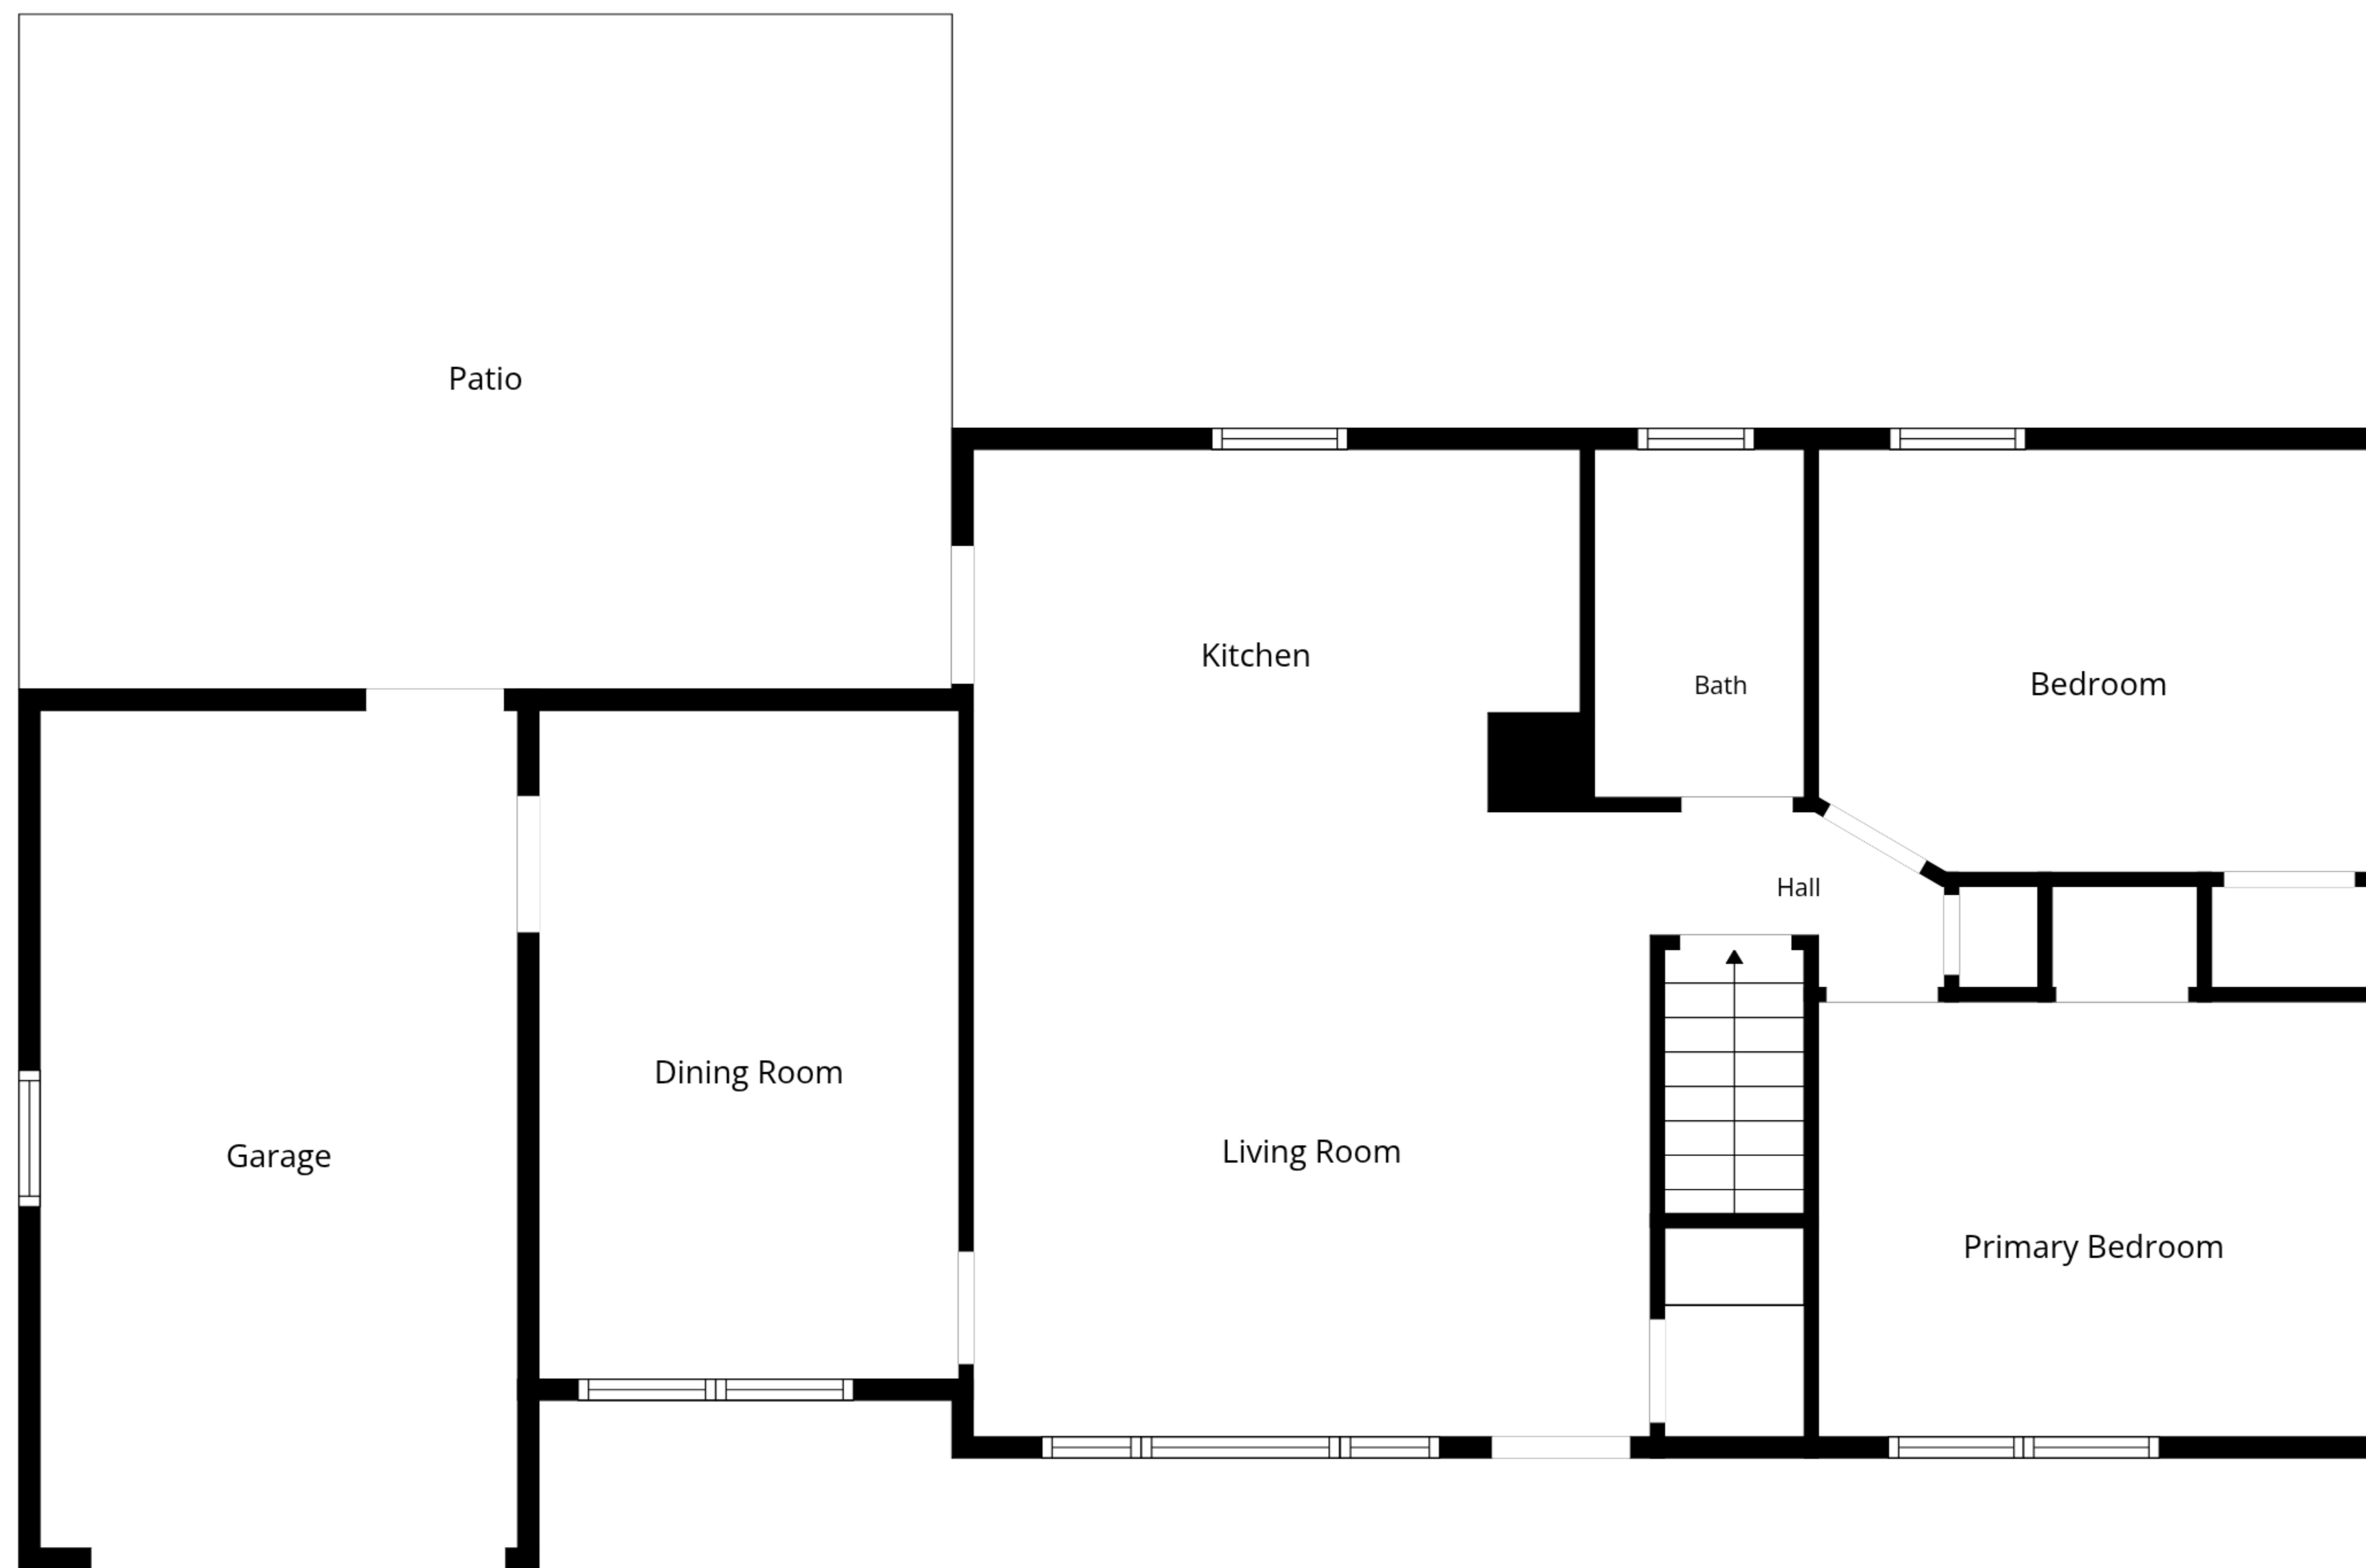 Patio
Kitchen
Bath
Bedroom
Hall
Dining Room
Garage
Living Room
Primary Bedroom